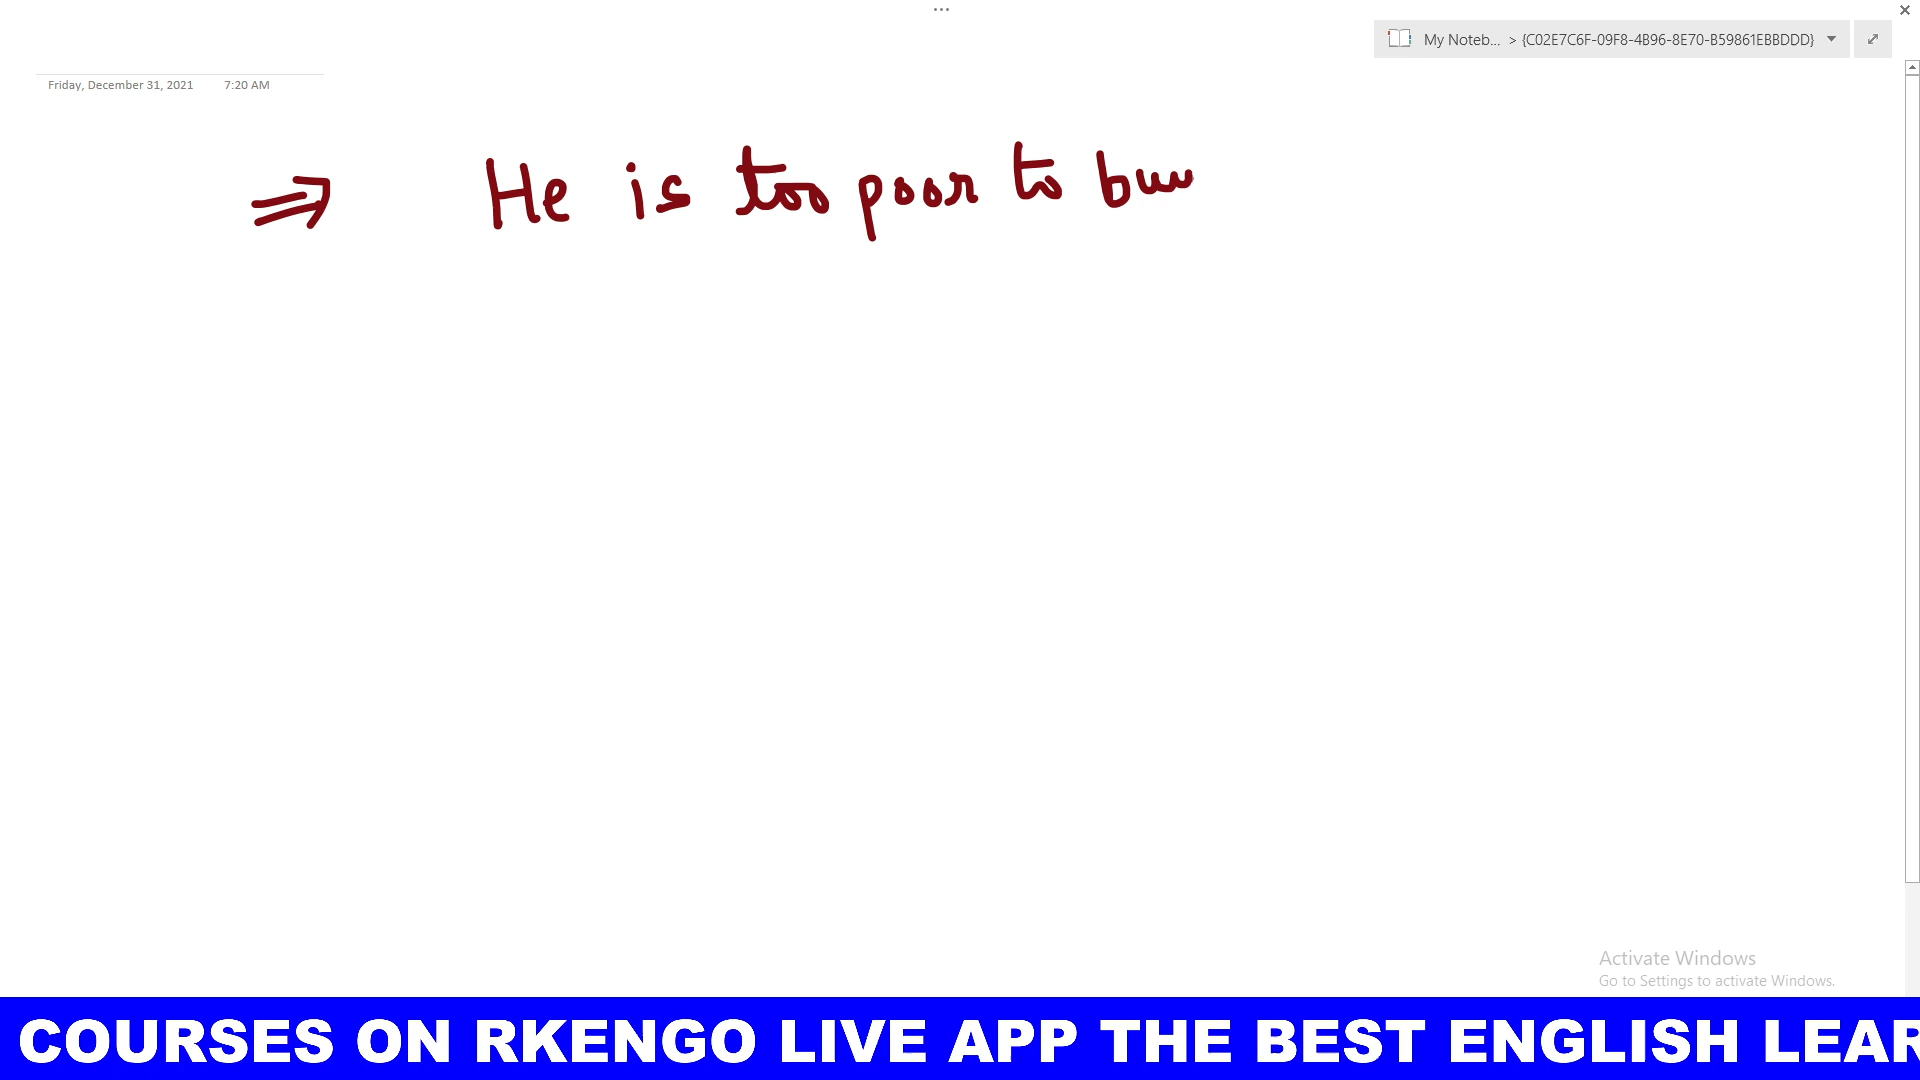 ...
My Noteb... > {C02E7C6F-09F8-4B96-8E70-B59861EBBDDD}
Friday, December 31, 2021 7:20 AM
⇒ He is too poor to buu
Activate Windows
Go to Settings to activate Windows.
COURSES ON RKENGO LIVE APP THE BEST ENGLISH LEAR